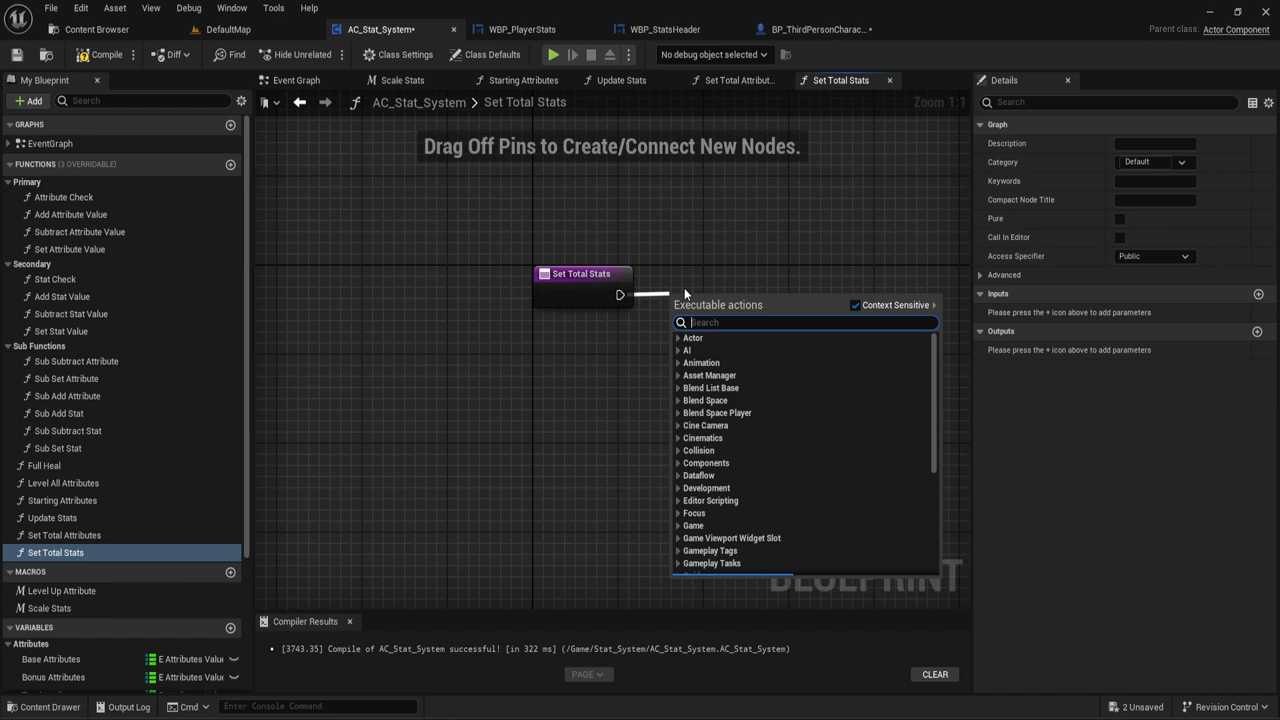 File Edit Asset View Debug Window Tools Help
Content Browser DefaultMap AC_Stat_System* WBP_PlayerStats WBP_StatsHeader BP_ThirdPersonCharac...*
Parent class: Actor Component
Compile Diff Find Hide Unrelated Class Settings Class Defaults No debug object selected
My Blueprint Event Graph Scale Stats Starting Attributes Update Stats Set Total Attribut... Set Total Stats Details
Add Search AC_Stat_System Set Total Stats Zoom 1:1 Search
GRAPHS
EventGraph
FUNCTIONS (3 OVERRIDABLE)
Primary
Attribute Check
Add Attribute Value
Subtract Attribute Value
Set Attribute Value
Secondary
Stat Check
Add Stat Value
Subtract Stat Value
Set Stat Value
Sub Functions
Sub Subtract Attribute
Sub Set Attribute
Sub Add Attribute
Sub Add Stat
Sub Subtract Stat
Sub Set Stat
Full Heal
Level All Attributes
Starting Attributes
Update Stats
Set Total Attributes
Set Total Stats
MACROS
Level Up Attribute
Scale Stats
VARIABLES
Attributes
Base Attributes E Attributes Value
Bonus Attributes E Attributes Value
Drag Off Pins to Create/Connect New Nodes.
Set Total Stats
Executable actions Context Sensitive
Search
Actor
AI
Animation
Asset Manager
Blend List Base
Blend Space
Blend Space Player
Cine Camera
Cinematics
Collision
Components
Dataflow
Development
Editor Scripting
Focus
Game
Game Viewport Widget Slot
Gameplay Tags
Gameplay Tasks
BLUEPRINT
Graph
Description
Category Default
Keywords
Compact Node Title
Pure
Call In Editor
Access Specifier Public
Advanced
Inputs
Please press the + icon above to add parameters
Outputs
Please press the + icon above to add parameters
Compiler Results
[3743.35] Compile of AC_Stat_System successful! [in 322 ms] (/Game/Stat_System/AC_Stat_System.AC_Stat_System)
PAGE CLEAR
Content Drawer Output Log Cmd Enter Console Command 2 Unsaved Revision Control